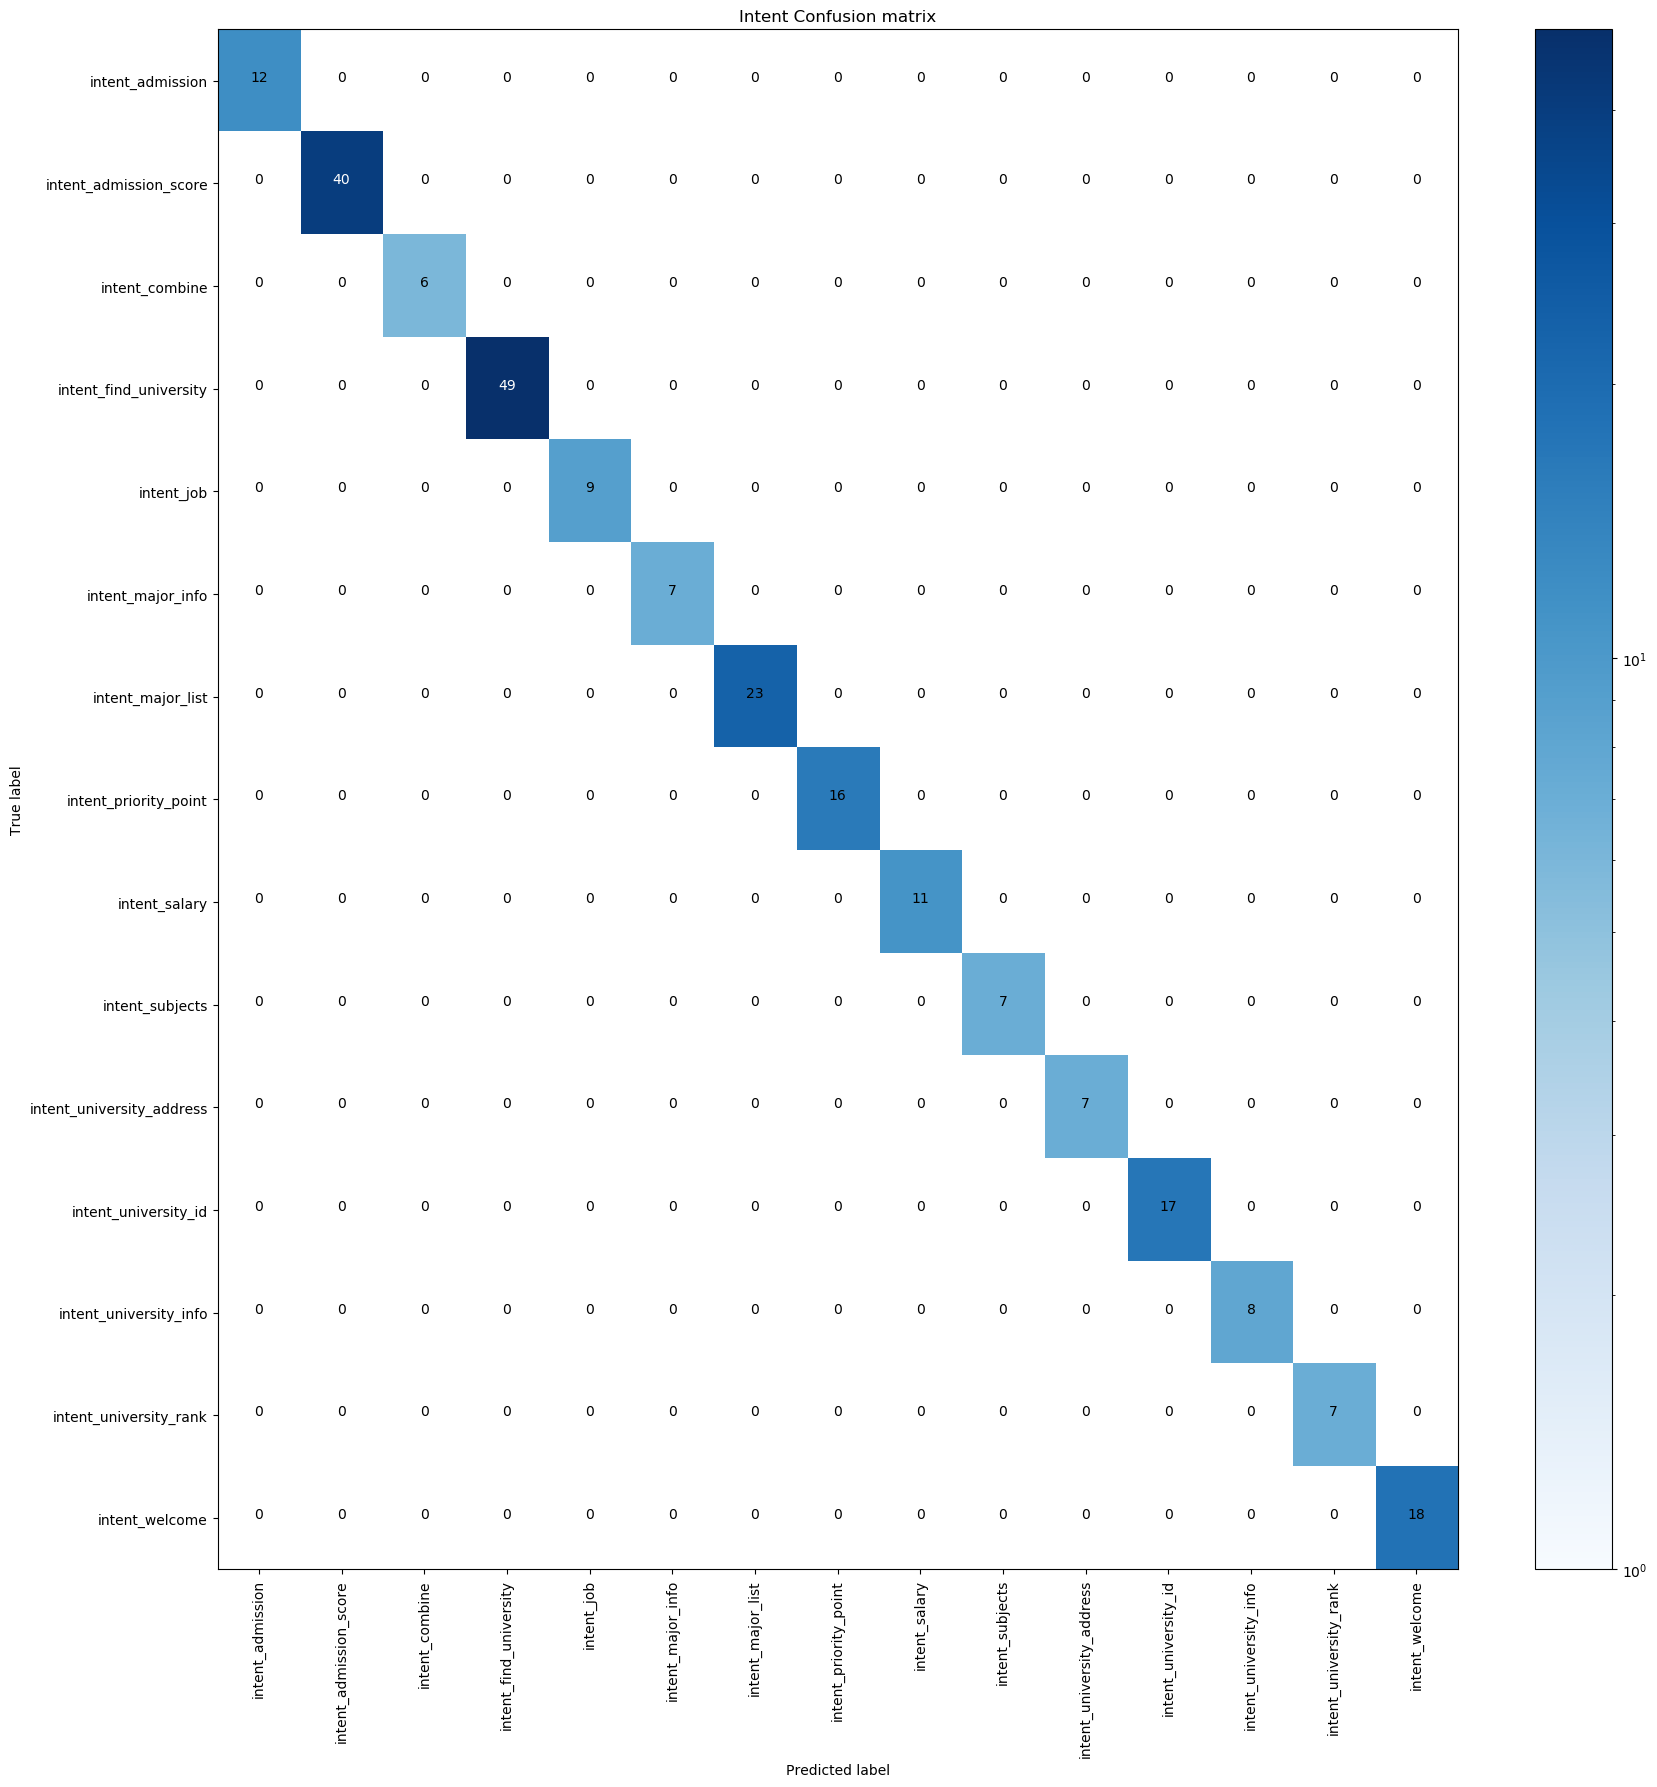 Intent Confusion matrix
intent_admission 12 0 0 0 0 0 0 0 0 0 0 0 0 0 0
intent_admission_score 0 40 0 0 0 0 0 0 0 0 0 0 0 0 0
intent_combine 0 0 6 0 0 0 0 0 0 0 0 0 0 0 0
intent_find_university 0 0 0 49 0 0 0 0 0 0 0 0 0 0 0
intent_job 0 0 0 0 9 0 0 0 0 0 0 0 0 0 0
intent_major_info 0 0 0 0 0 7 0 0 0 0 0 0 0 0 0
intent_major_list 0 0 0 0 0 0 23 0 0 0 0 0 0 0 0
intent_priority_point 0 0 0 0 0 0 0 16 0 0 0 0 0 0 0
intent_salary 0 0 0 0 0 0 0 0 11 0 0 0 0 0 0
intent_subjects 0 0 0 0 0 0 0 0 0 7 0 0 0 0 0
intent_university_address 0 0 0 0 0 0 0 0 0 0 7 0 0 0 0
intent_university_id 0 0 0 0 0 0 0 0 0 0 0 17 0 0 0
intent_university_info 0 0 0 0 0 0 0 0 0 0 0 0 8 0 0
intent_university_rank 0 0 0 0 0 0 0 0 0 0 0 0 0 7 0
intent_welcome 0 0 0 0 0 0 0 0 0 0 0 0 0 0 18
True label
intent_admission
intent_admission_score
intent_combine
intent_find_university
intent_job
intent_major_info
intent_major_list
intent_priority_point
intent_salary
intent_subjects
intent_university_address
intent_university_id
intent_university_info
intent_university_rank
intent_welcome
Predicted label
10¹
10⁰